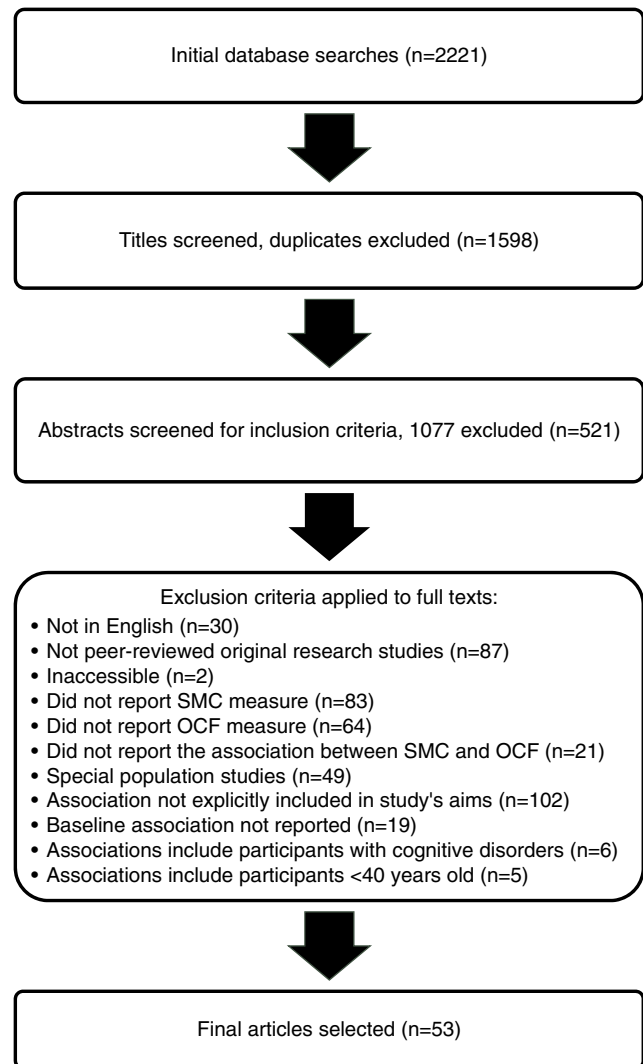 Initial database searches (n=2221)
Titles screened, duplicates excluded (n=1598)
Abstracts screened for inclusion criteria, 1077 excluded (n=521)
Exclusion criteria applied to full texts:
• Not in English (n=30)
• Not peer-reviewed original research studies (n=87)
• Inaccessible (n=2)
• Did not report SMC measure (n=83)
• Did not report OCF measure (n=64)
• Did not report the association between SMC and OCF (n=21)
• Special population studies (n=49)
• Association not explicitly included in study's aims (n=102)
• Baseline association not reported (n=19)
• Associations include participants with cognitive disorders (n=6)
• Associations include participants <40 years old (n=5)
Final articles selected (n=53)